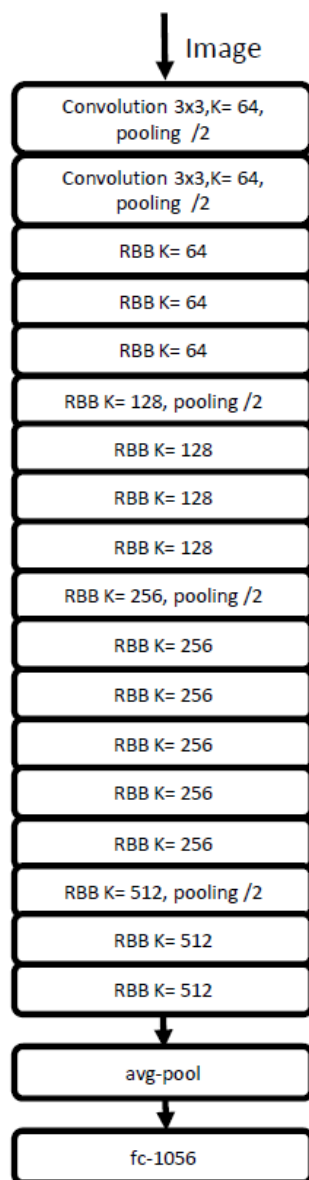 Image
Convolution 3x3,K= 64,
pooling /2
Convolution 3x3,K= 64,
pooling /2
RBB K= 64
RBB K= 64
RBB K= 64
RBB K= 128, pooling /2
RBB K= 128
RBB K= 128
RBB K= 128
RBB K= 256, pooling /2
RBB K= 256
RBB K= 256
RBB K= 256
RBB K= 256
RBB K= 256
RBB K= 512, pooling /2
RBB K= 512
RBB K= 512
avg-pool
fc-1056